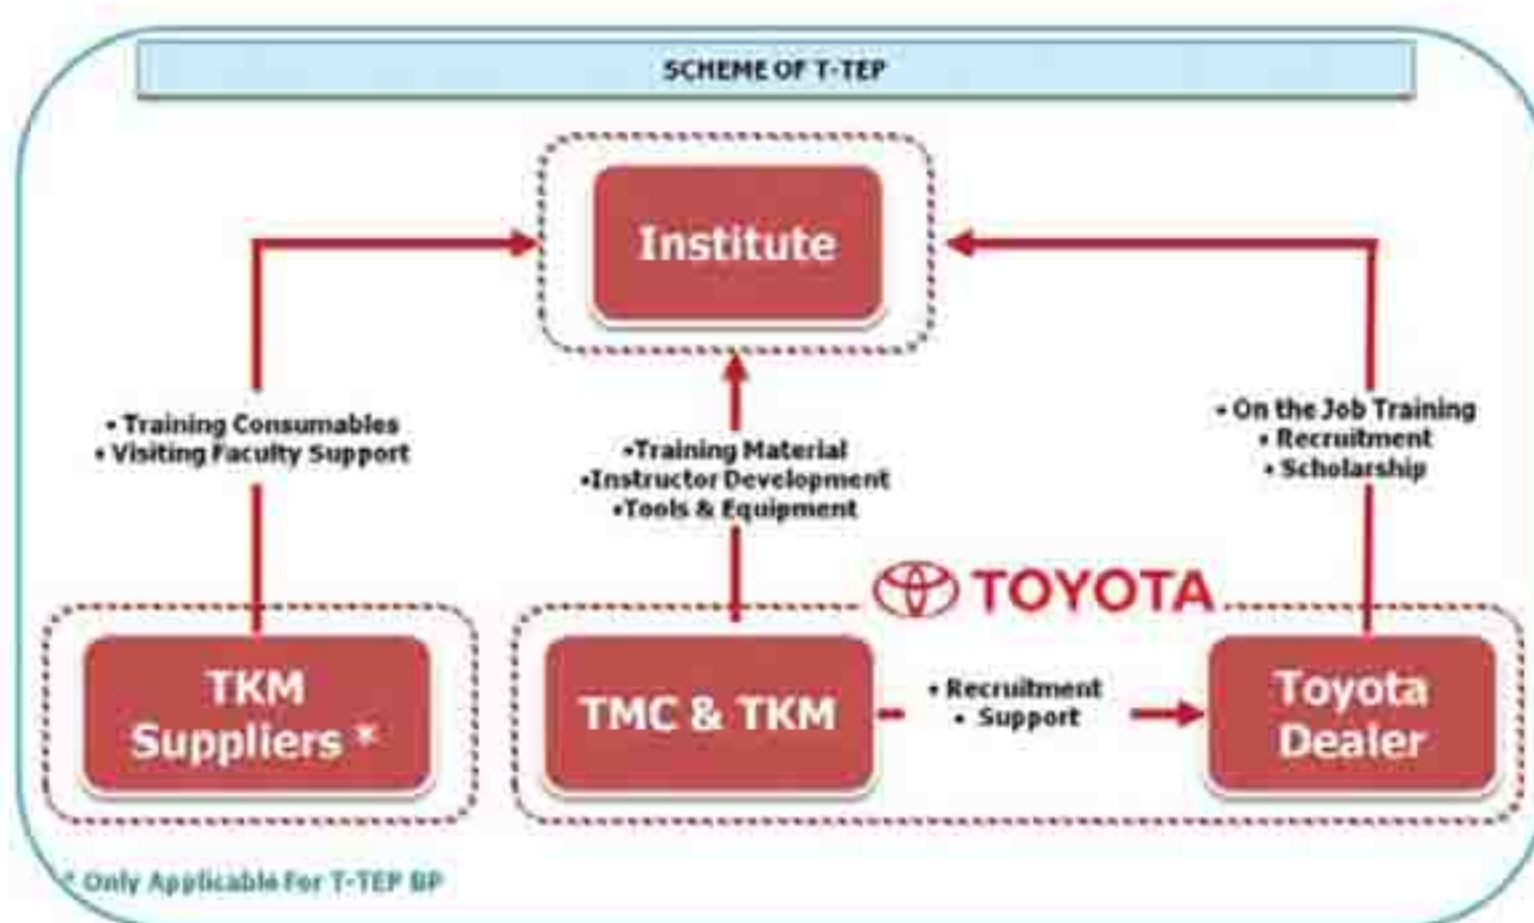 SCHEME OF T-TEP
Institute
• Training Consumables
• Visiting Faculty Support
•Training Material
•Instructor Development
•Tools & Equipment
• On the Job Training
• Recruitment
• Scholarship
TOYOTA
TKM
Suppliers *
TMC & TKM
• Recruitment
• Support
Toyota
Dealer
* Only Applicable For T-TEP BP